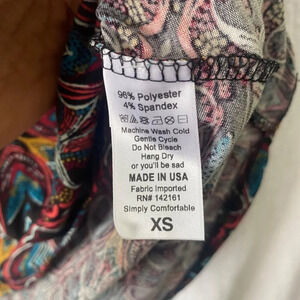 96% Polyester
4% Spandex
Machine Wash Cold
Gentle Cycle
Do Not Bleach
Hang Dry
or you'll be sad
MADE IN USA
Fabric Imported
RN# 142161
Simply Comfortable
XS